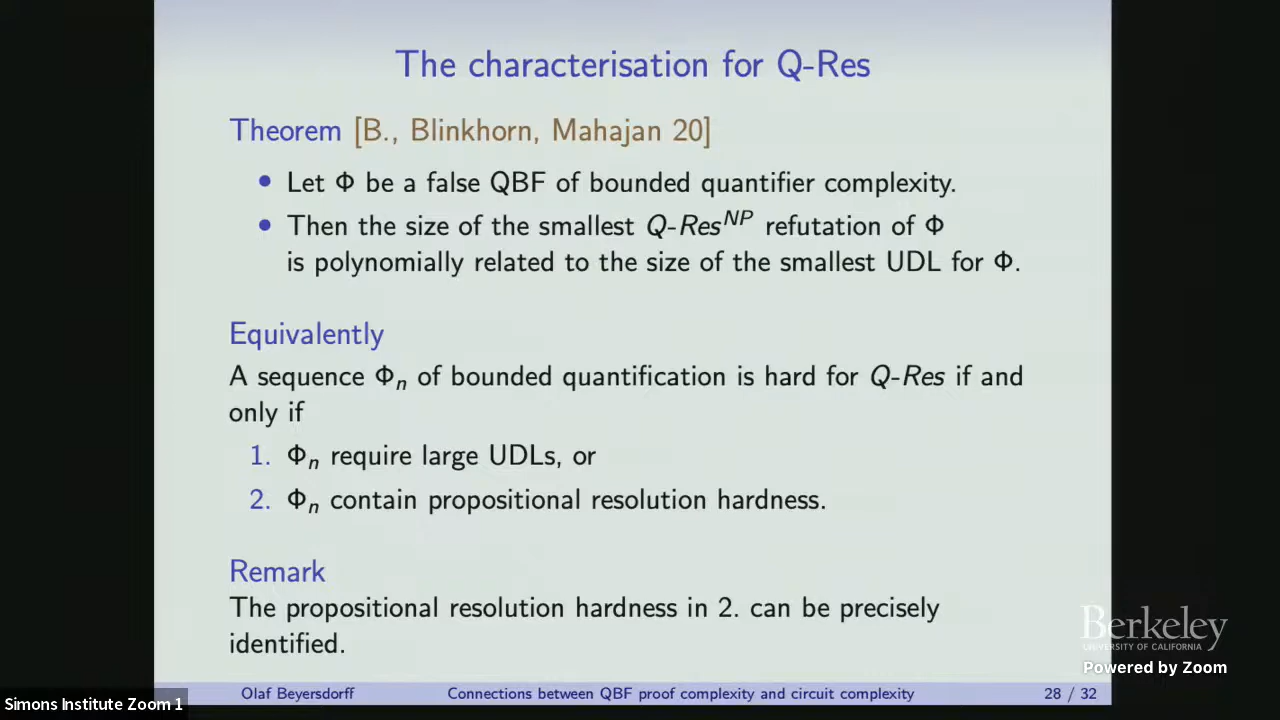 The characterisation for Q-Res
Theorem [B., Blinkhorn, Mahajan 20]
• Let Φ be a false QBF of bounded quantifier complexity.
• Then the size of the smallest Q-Res^NP refutation of Φ
is polynomially related to the size of the smallest UDL for Φ.
Equivalently
A sequence Φₙ of bounded quantification is hard for Q-Res if and
only if
1. Φₙ require large UDLs, or
2. Φₙ contain propositional resolution hardness.
Remark
The propositional resolution hardness in 2. can be precisely
identified.
Berkeley
UNIVERSITY OF CALIFORNIA
Powered by Zoom
Olaf Beyersdorff Connections between QBF proof complexity and circuit complexity 28 / 32
Simons Institute Zoom 1